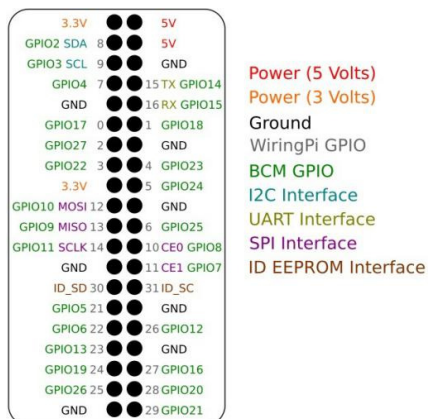 3.3V 5V
GPIO2 SDA 8 5V
GPIO3 SCL 9 GND
GPIO4 7 15 TX GPIO14
GND 16 RX GPIO15
GPIO17 0 1 GPIO18
GPIO27 2 GND
GPIO22 3 4 GPIO23
3.3V 5 GPIO24
GPIO10 MOSI 12 GND
GPIO9 MISO 13 6 GPIO25
GPIO11 SCLK 14 10 CE0 GPIO8
GND 11 CE1 GPIO7
ID_SD 30 31 ID_SC
GPIO5 21 GND
GPIO6 22 26 GPIO12
GPIO13 23 GND
GPIO19 24 27 GPIO16
GPIO26 25 28 GPIO20
GND 29 GPIO21
Power (5 Volts)
Power (3 Volts)
Ground
WiringPi GPIO
BCM GPIO
I2C Interface
UART Interface
SPI Interface
ID EEPROM Interface